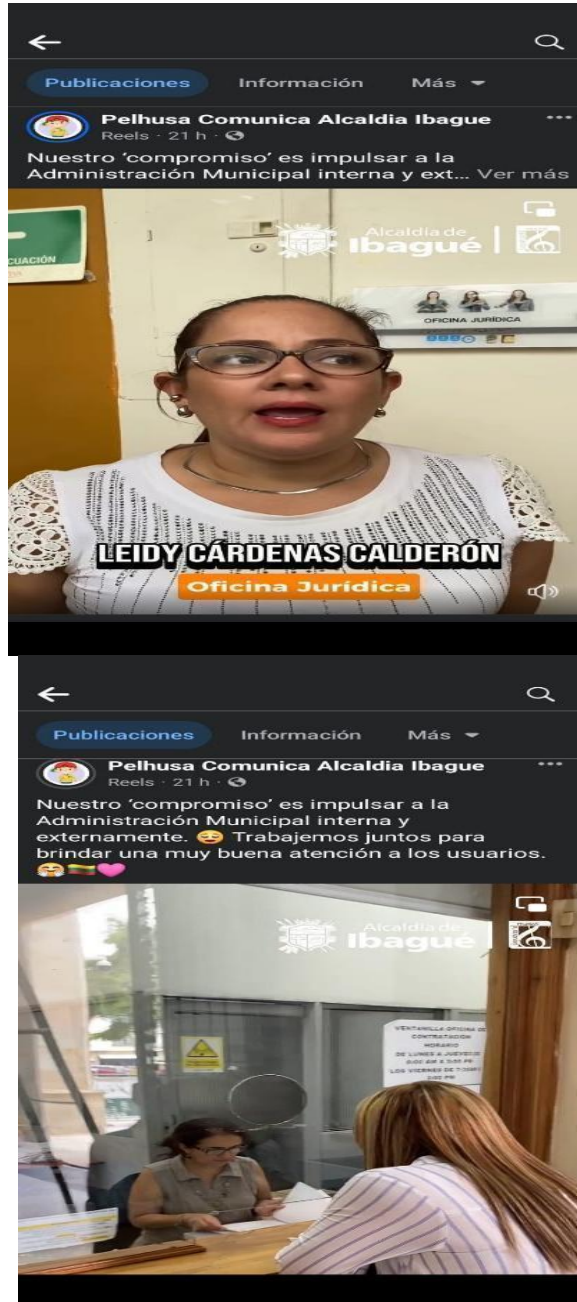 Publicaciones Información Más
Pelhusa Comunica Alcaldia Ibague
Reels · 21 h ·
Nuestro ‘compromiso’ es impulsar a la
Administración Municipal interna y ext... Ver más
Alcaldía de
Ibagué
OFICINA JURÍDICA
LEIDY CÁRDENAS CALDERÓN
Oficina Jurídica
Publicaciones Información Más
Pelhusa Comunica Alcaldia Ibague
Reels · 21 h ·
Nuestro ‘compromiso’ es impulsar a la
Administración Municipal interna y
externamente. 😌 Trabajemos juntos para
brindar una muy buena atención a los usuarios.
Alcaldía de
Ibagué
VENTANILLA OFICINA DE
CONTRATACIÓN
HORARIO
DE LUNES A JUEVES
LOS VIERNES DE